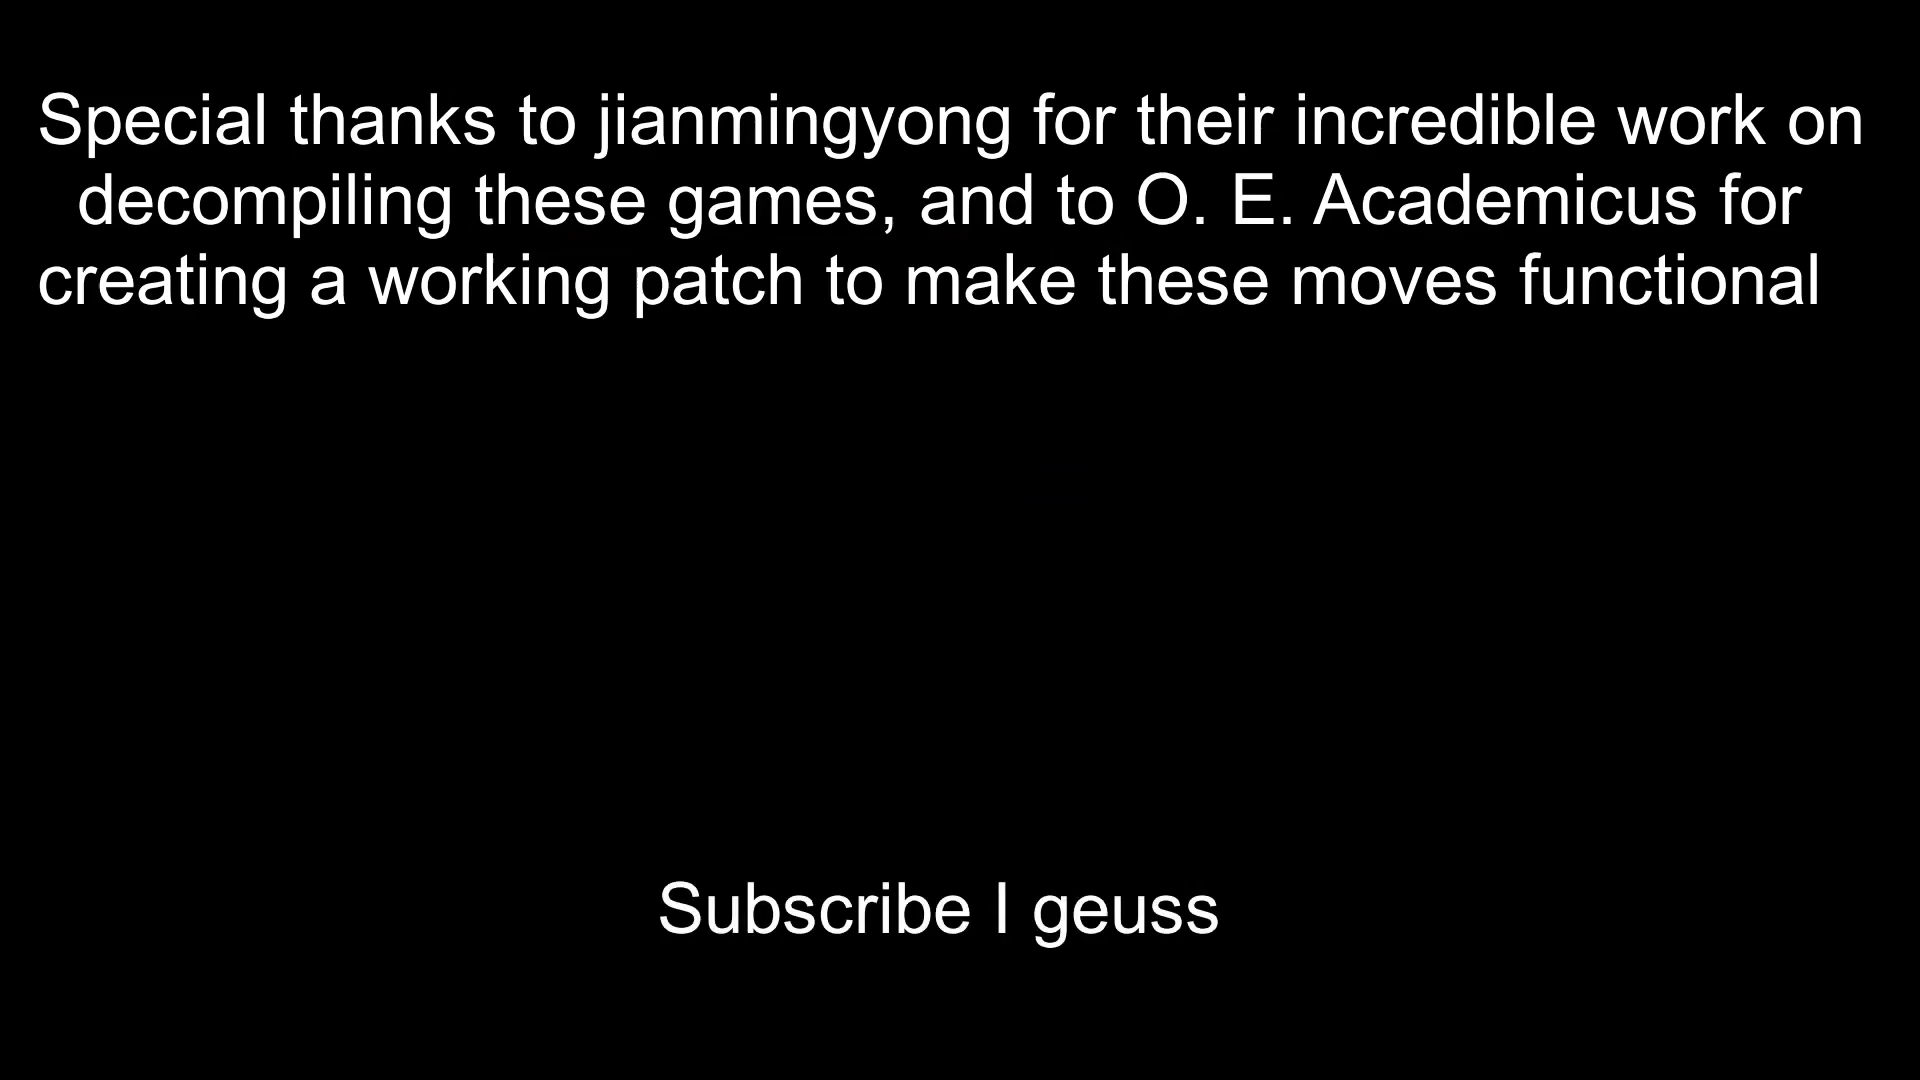 Special thanks to jianmingyong for their incredible work on
decompiling these games, and to O. E. Academicus for
creating a working patch to make these moves functional
Subscribe I geuss